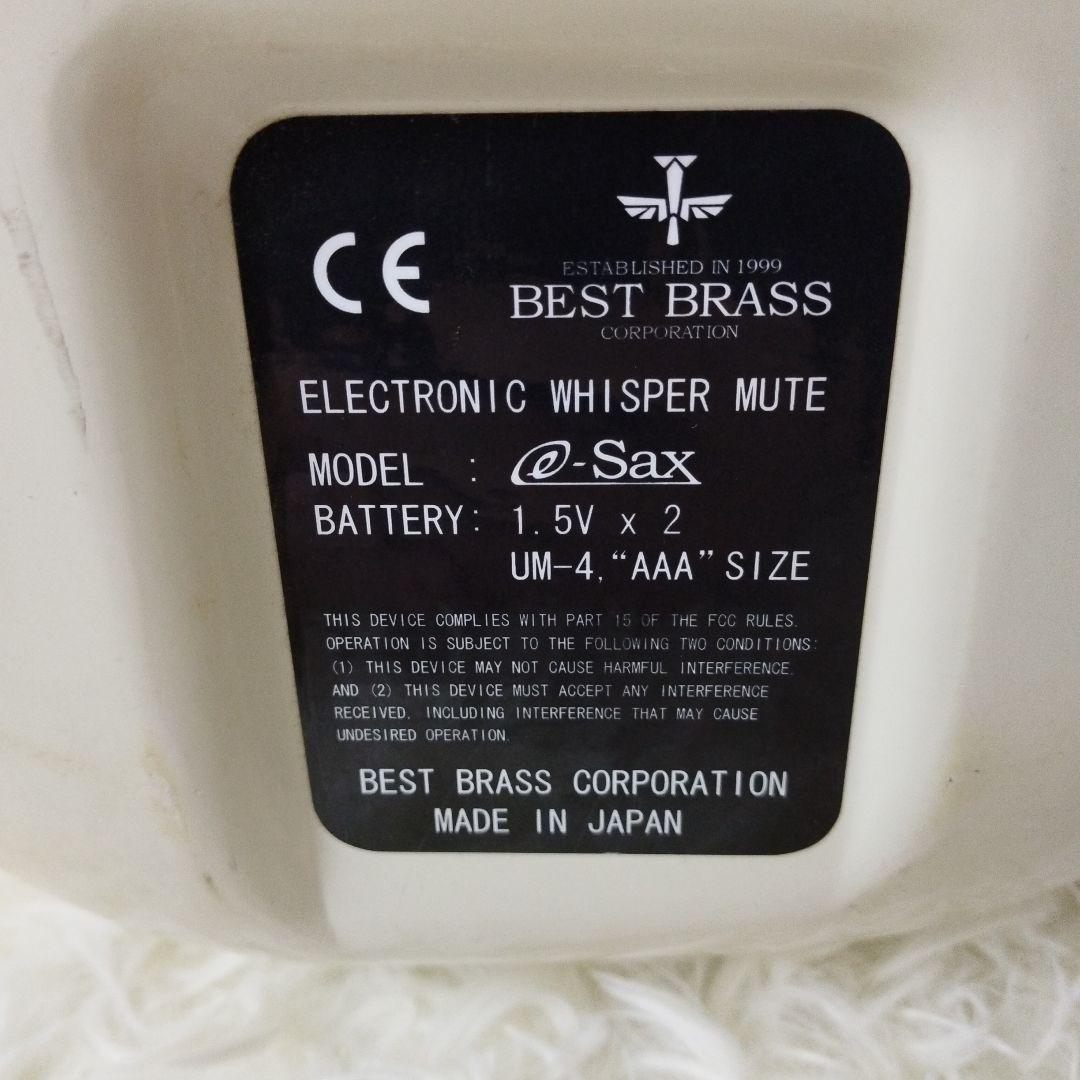 CE
ESTABLISHED IN 1999
BEST BRASS
CORPORATION
ELECTRONIC WHISPER MUTE
MODEL : e-Sax
BATTERY: 1.5V x 2
UM-4, "AAA" SIZE
THIS DEVICE COMPLIES WITH PART 15 OF THE FCC RULES.
OPERATION IS SUBJECT TO THE FOLLOWING TWO CONDITIONS:
(1) THIS DEVICE MAY NOT CAUSE HARMFUL INTERFERENCE.
AND (2) THIS DEVICE MUST ACCEPT ANY INTERFERENCE
RECEIVED, INCLUDING INTERFERENCE THAT MAY CAUSE
UNDESIRED OPERATION.
BEST BRASS CORPORATION
MADE IN JAPAN